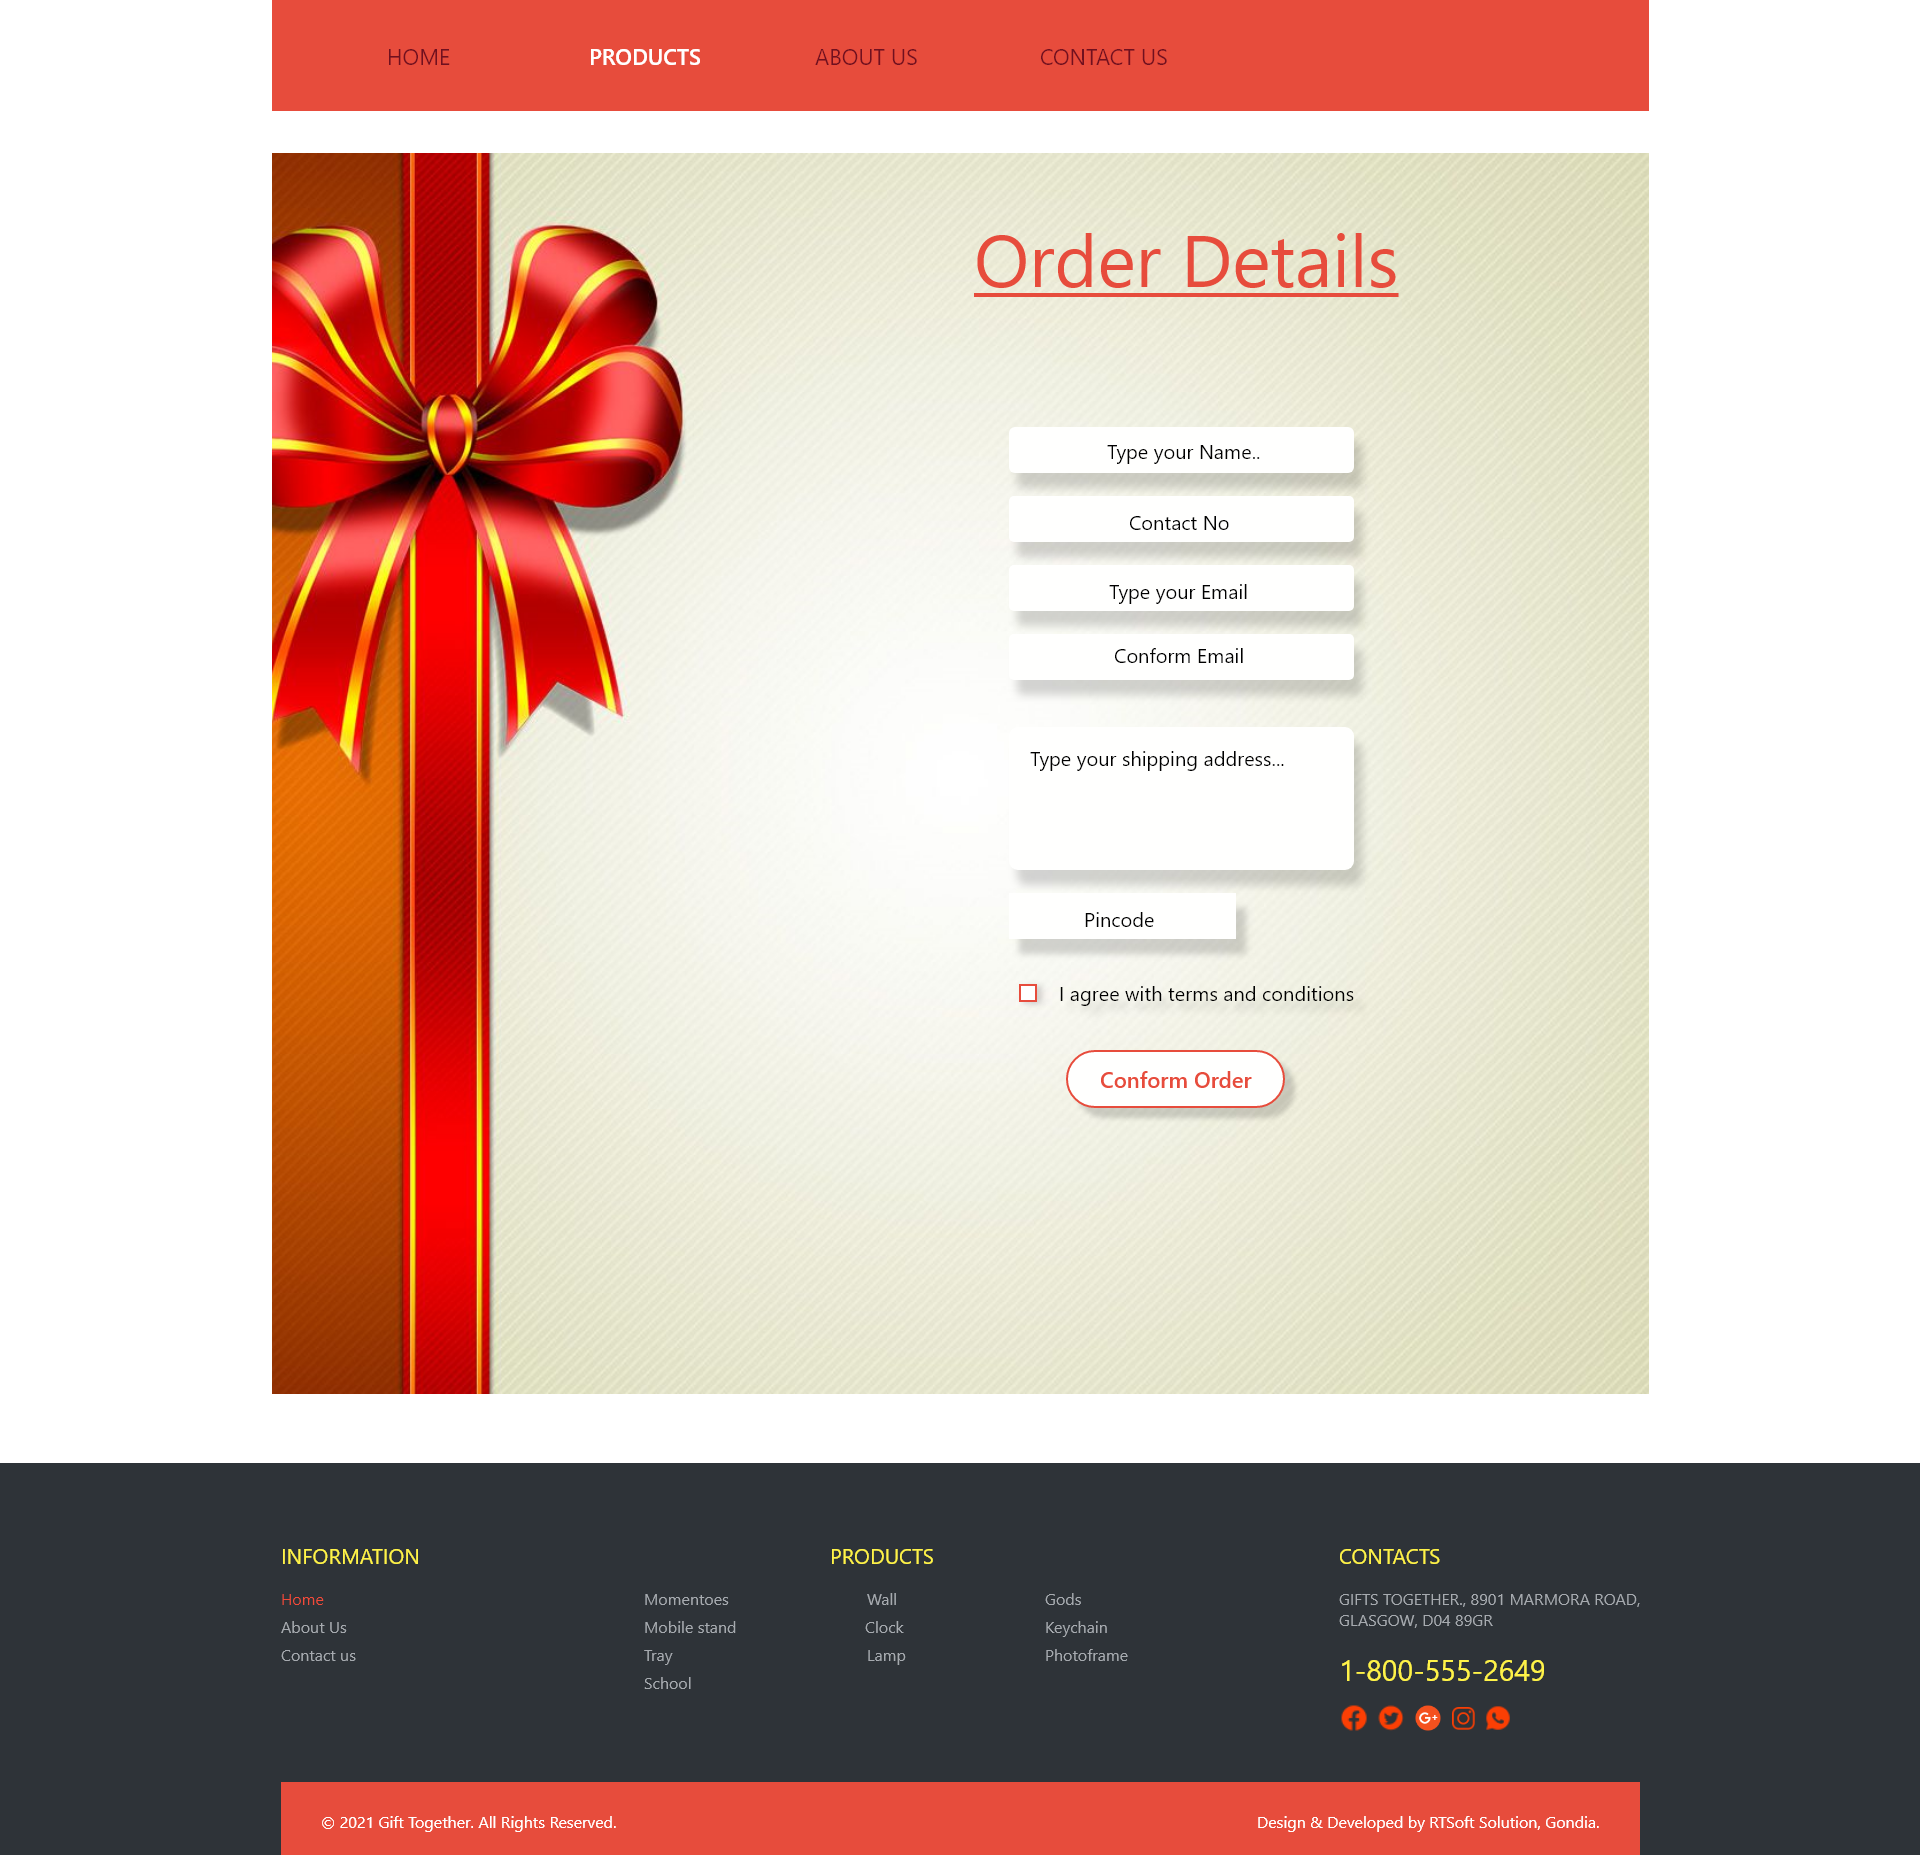 HOME
PRODUCTS
ABOUT US
CONTACT US
Order Details
Type your Name..
Contact No
Type your Email
Conform Email
Type your shipping address...
Pincode
I agree with terms and conditions
Conform Order
INFORMATION
Home
About Us
Contact us
PRODUCTS
Momentoes
Mobile stand
Tray
School
Wall
Clock
Lamp
Gods
Keychain
Photoframe
CONTACTS
GIFTS TOGETHER., 8901 MARMORA ROAD,
GLASGOW, D04 89GR
1-800-555-2649
© 2021 Gift Together. All Rights Reserved.
Design & Developed by RTSoft Solution, Gondia.